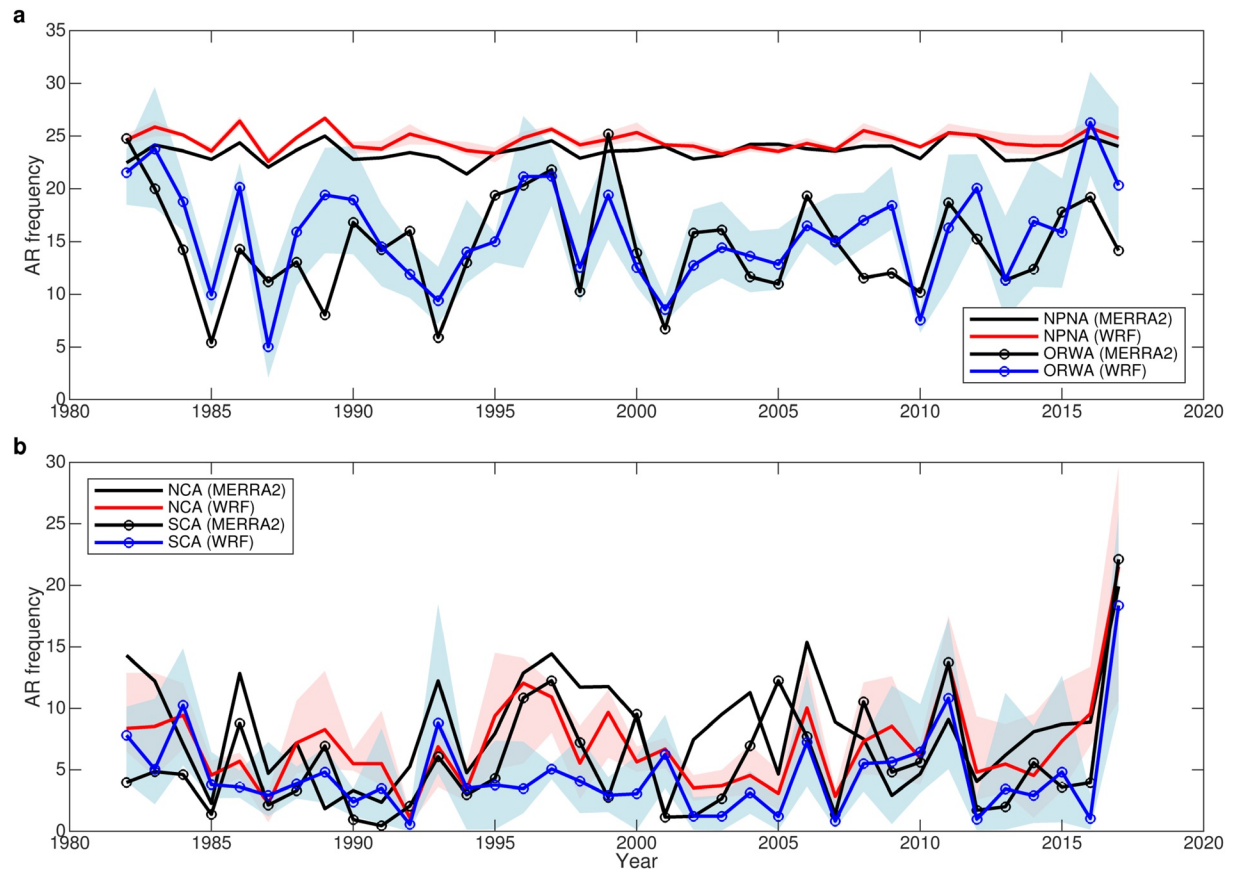 a
35
30
25
20
15
10
5
0
AR frequency
NPNA (MERRA2)
NPNA (WRF)
ORWA (MERRA2)
ORWA (WRF)
1980 1985 1990 1995 2000 2005 2010 2015 2020
b
30
25
20
15
10
5
0
AR frequency
NCA (MERRA2)
NCA (WRF)
SCA (MERRA2)
SCA (WRF)
1980 1985 1990 1995 2000 2005 2010 2015 2020
Year